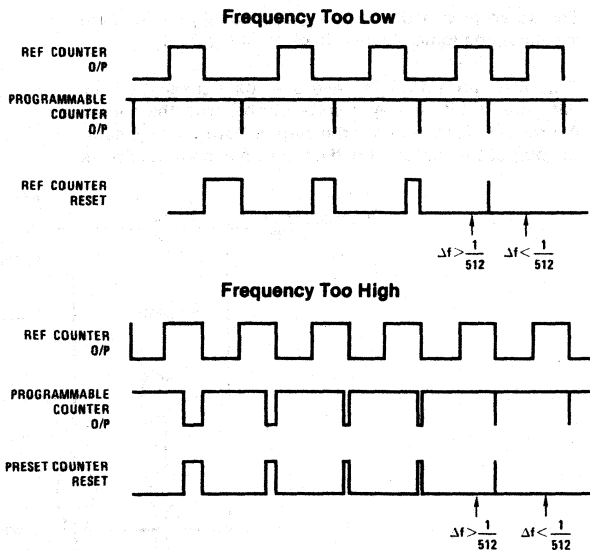 Frequency Too Low
REF COUNTER
O/P
PROGRAMMABLE
COUNTER
O/P
REF COUNTER
RESET
Δf > 1/512 Δf < 1/512
Frequency Too High
REF COUNTER
O/P
PROGRAMMABLE
COUNTER
O/P
PRESET COUNTER
RESET
Δf > 1/512 Δf < 1/512